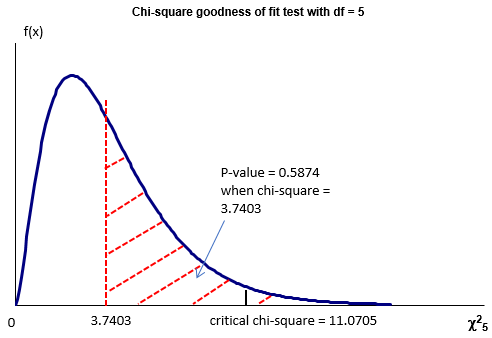 Chi-square goodness of fit test with df = 5
f(x)
P-value = 0.5874
when chi-square =
3.7403
0
3.7403
critical chi-square = 11.0705
χ²₅